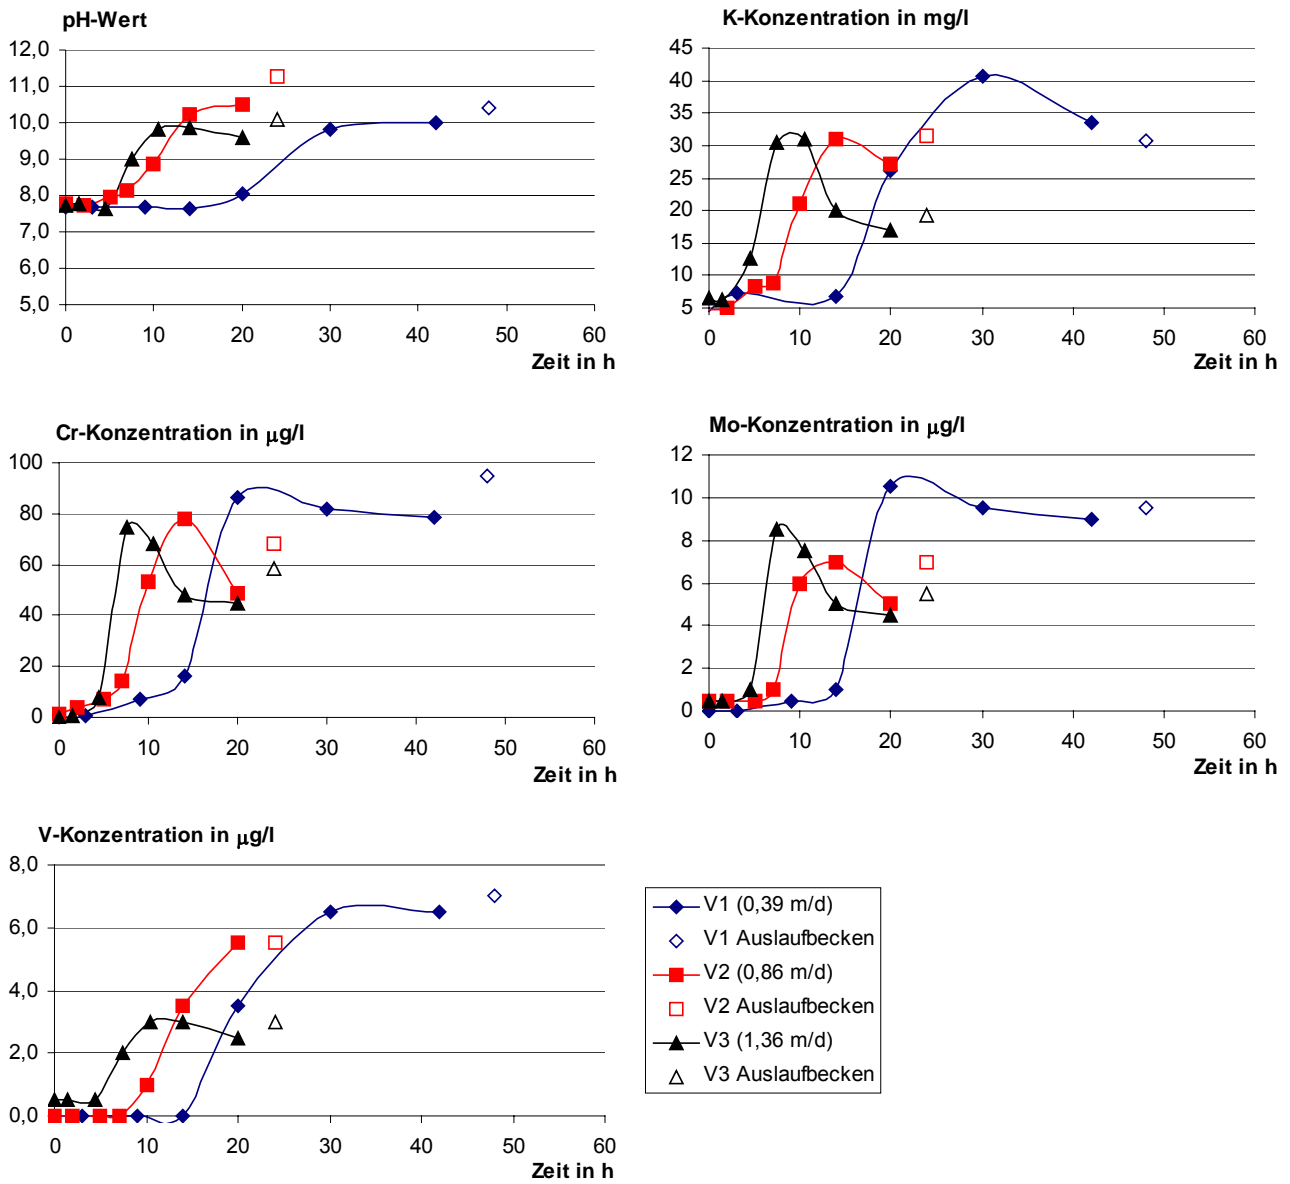 pH-Wert
12,0
11,0
10,0
9,0
8,0
7,0
6,0
5,0
0 10 20 30 40 50 60
Zeit in h
K-Konzentration in mg/l
45
40
35
30
25
20
15
10
5
0 10 20 30 40 50 60
Zeit in h
Cr-Konzentration in µg/l
100
80
60
40
20
0
0 10 20 30 40 50 60
Zeit in h
Mo-Konzentration in µg/l
12
10
8
6
4
2
0
0 10 20 30 40 50 60
Zeit in h
V-Konzentration in µg/l
8,0
6,0
4,0
2,0
0,0
0 10 20 30 40 50 60
Zeit in h
V1 (0,39 m/d)
V1 Auslaufbecken
V2 (0,86 m/d)
V2 Auslaufbecken
V3 (1,36 m/d)
V3 Auslaufbecken